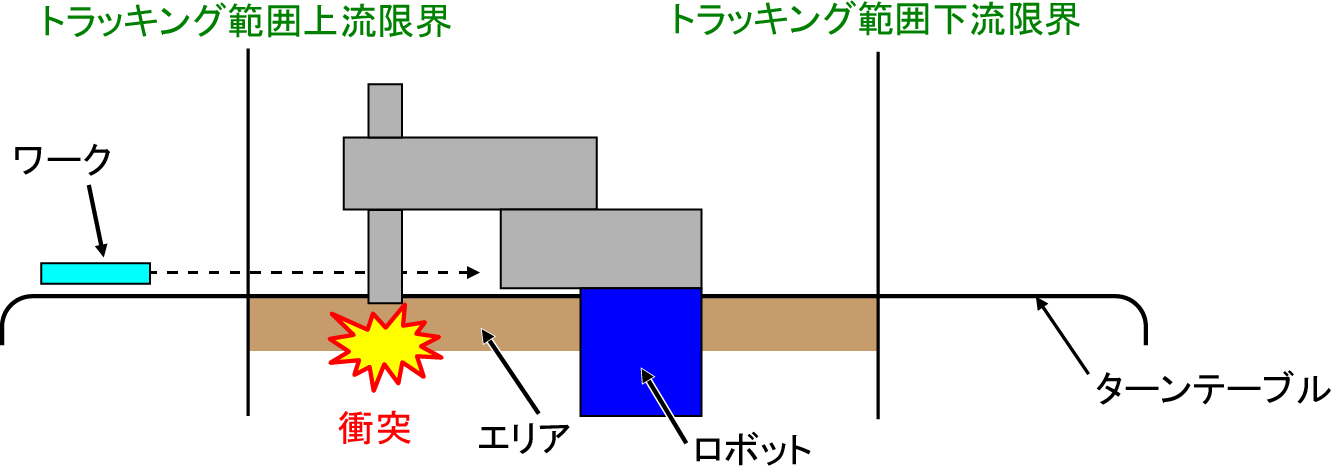 トラッキング範囲上流限界
トラッキング範囲下流限界
ワーク
ターンテーブル
衝突
エリア
ロボット